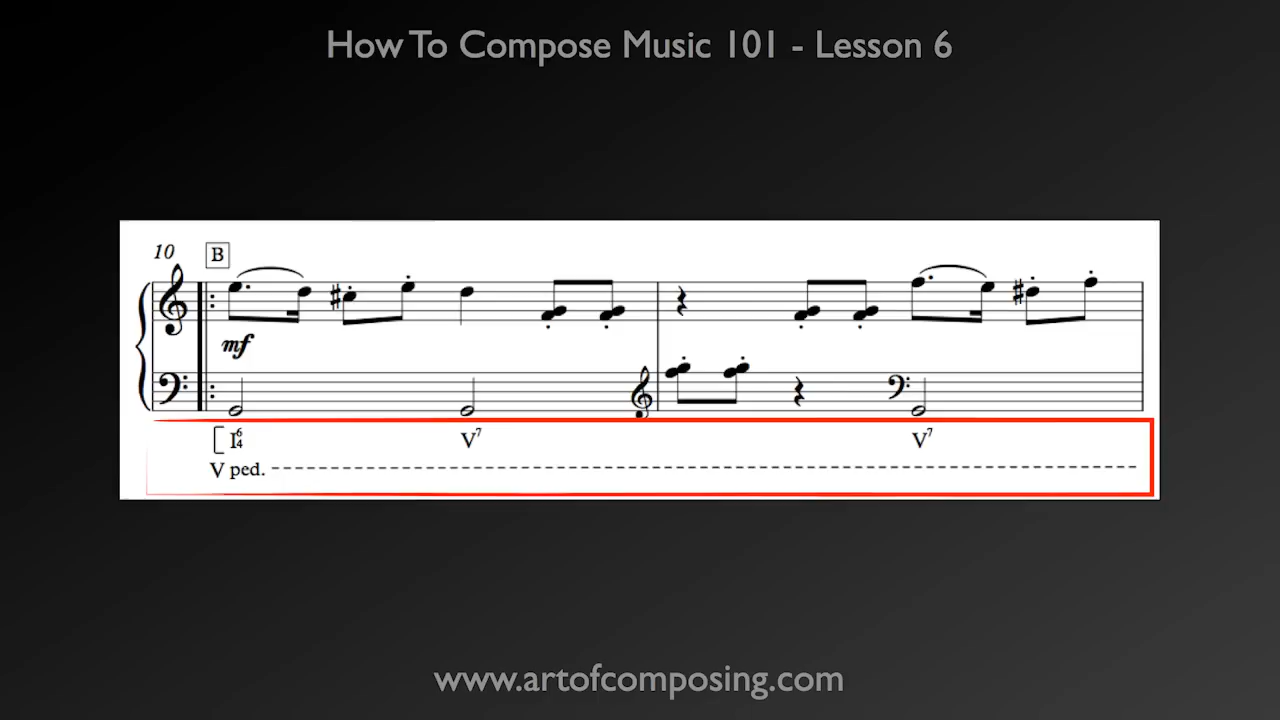 How To Compose Music 101 - Lesson 6
10 B
mf
I6/4 V7 V7
V ped.
www.artofcomposing.com